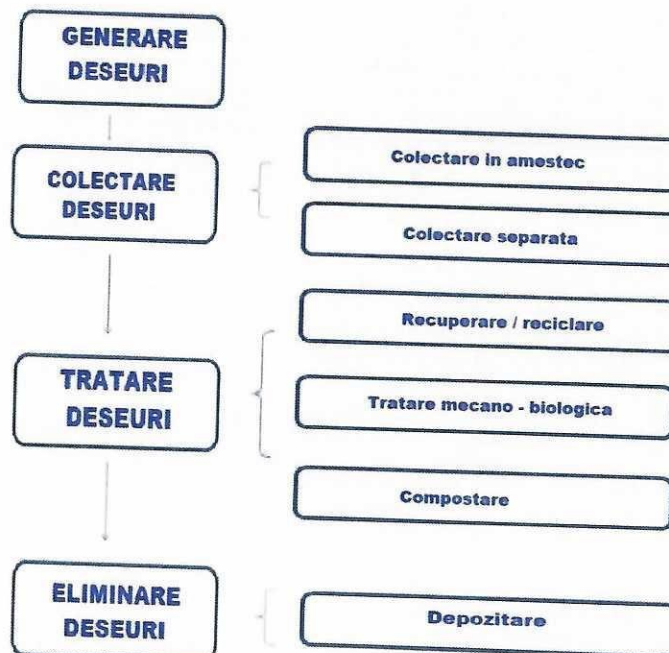 GENERARE
DESEURI
COLECTARE
DESEURI
Colectare in amestec
Colectare separata
TRATARE
DESEURI
Recuperare / reciclare
Tratare mecano - biologica
Compostare
ELIMINARE
DESEURI
Depozitare